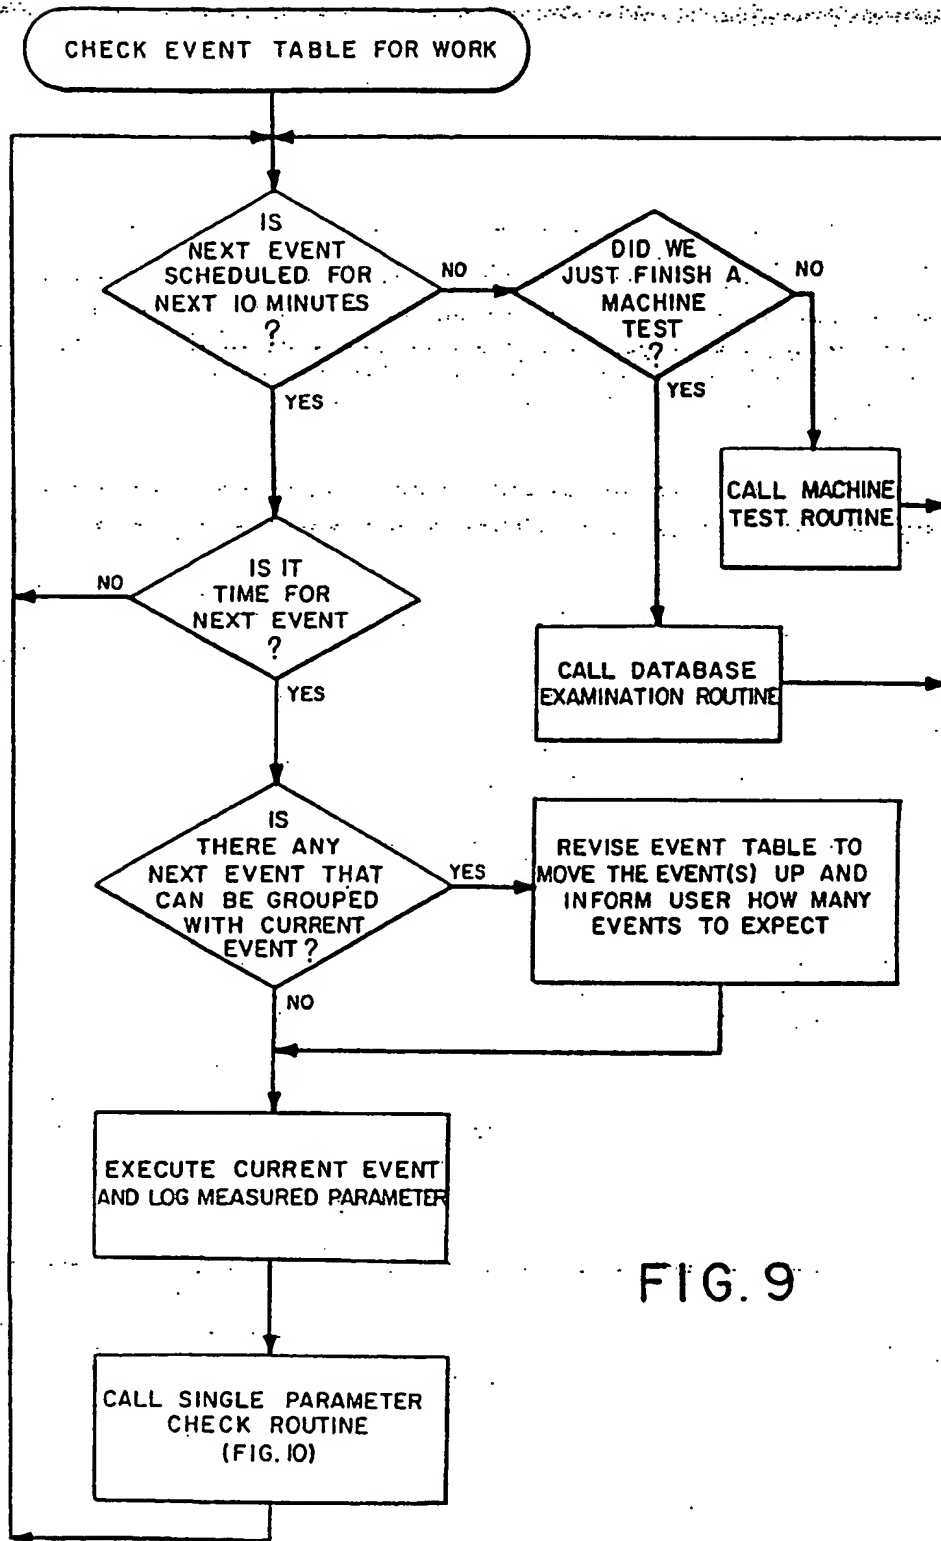 CHECK EVENT TABLE FOR WORK
IS
NEXT EVENT
SCHEDULED FOR
NEXT 10 MINUTES
?
NO
YES
DID WE
JUST FINISH A
MACHINE
TEST
?
NO
YES
CALL MACHINE
TEST ROUTINE
IS IT
TIME FOR
NEXT EVENT
?
NO
YES
CALL DATABASE
EXAMINATION ROUTINE
IS
THERE ANY
NEXT EVENT THAT
CAN BE GROUPED
WITH CURRENT
EVENT?
YES
NO
REVISE EVENT TABLE TO
MOVE THE EVENT(S) UP AND
INFORM USER HOW MANY
EVENTS TO EXPECT
EXECUTE CURRENT EVENT
AND LOG MEASURED PARAMETER
FIG. 9
CALL SINGLE PARAMETER
CHECK ROUTINE
(FIG. 10)